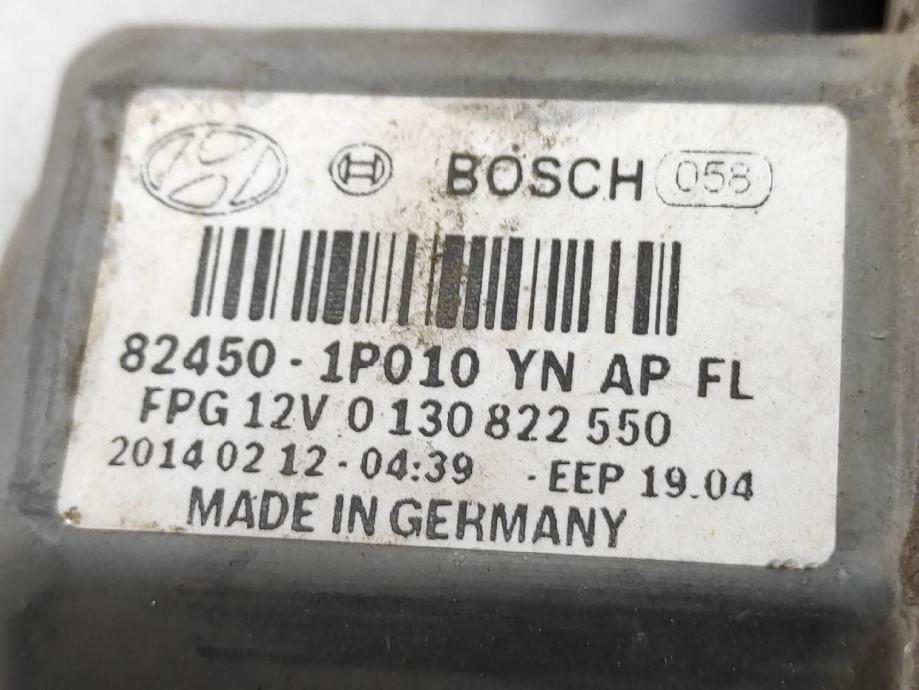 BOSCH 058
82450-1P010 YN AP FL
FPG 12V 0 130 822 550
2014 02 12 - 04:39 - EEP 19.04
MADE IN GERMANY